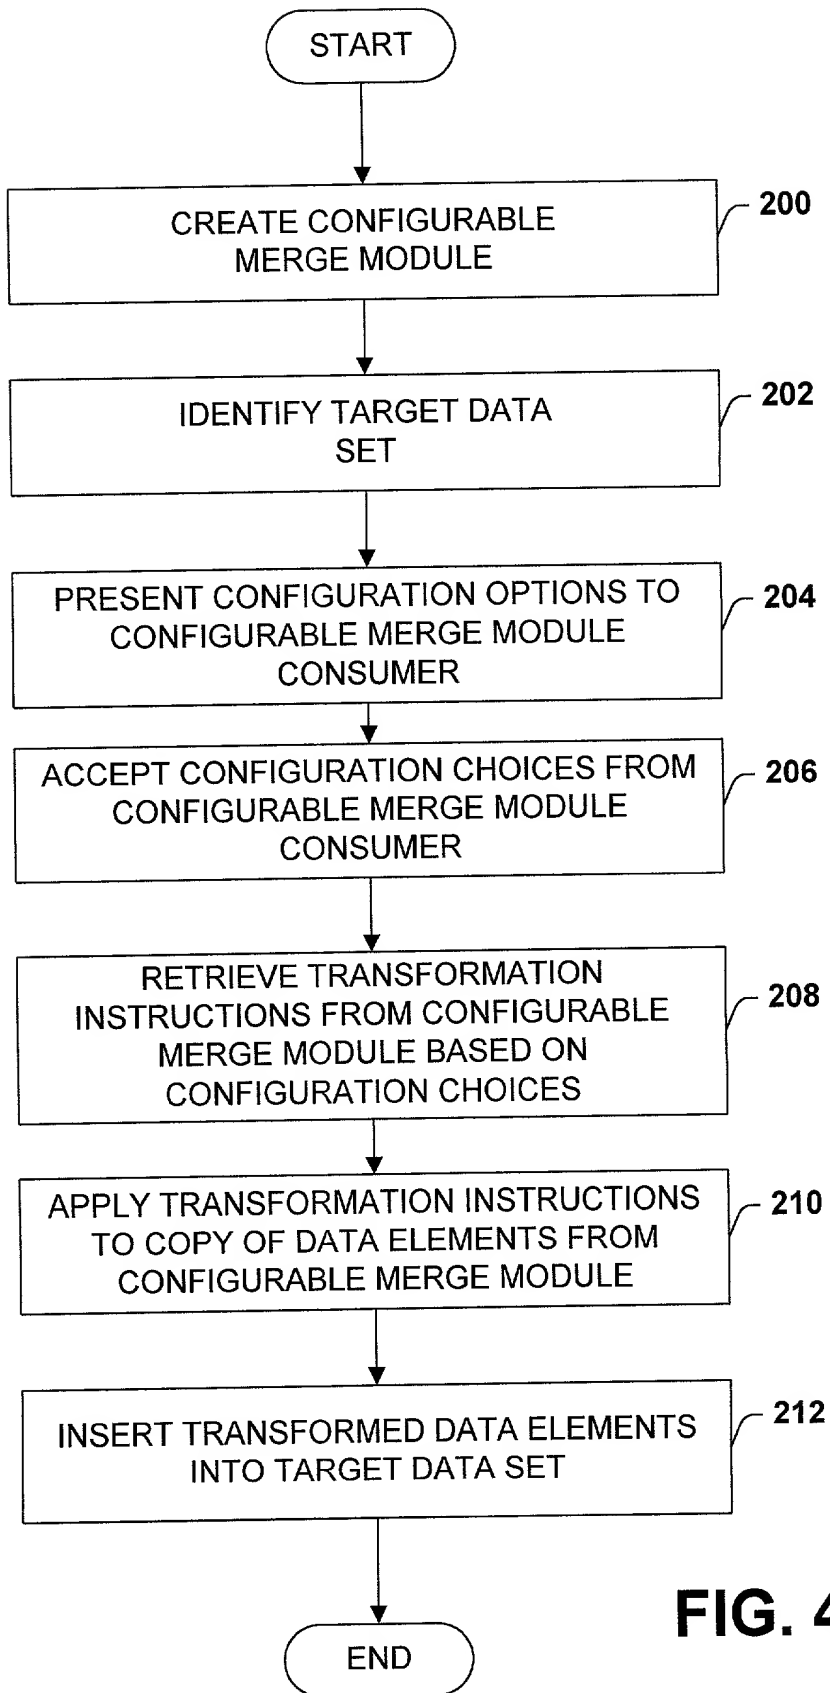 START
CREATE CONFIGURABLE
MERGE MODULE
200
IDENTIFY TARGET DATA
SET
202
PRESENT CONFIGURATION OPTIONS TO
CONFIGURABLE MERGE MODULE
CONSUMER
204
ACCEPT CONFIGURATION CHOICES FROM
CONFIGURABLE MERGE MODULE
CONSUMER
206
RETRIEVE TRANSFORMATION
INSTRUCTIONS FROM CONFIGURABLE
MERGE MODULE BASED ON
CONFIGURATION CHOICES
208
APPLY TRANSFORMATION INSTRUCTIONS
TO COPY OF DATA ELEMENTS FROM
CONFIGURABLE MERGE MODULE
210
INSERT TRANSFORMED DATA ELEMENTS
INTO TARGET DATA SET
212
END
FIG. 4